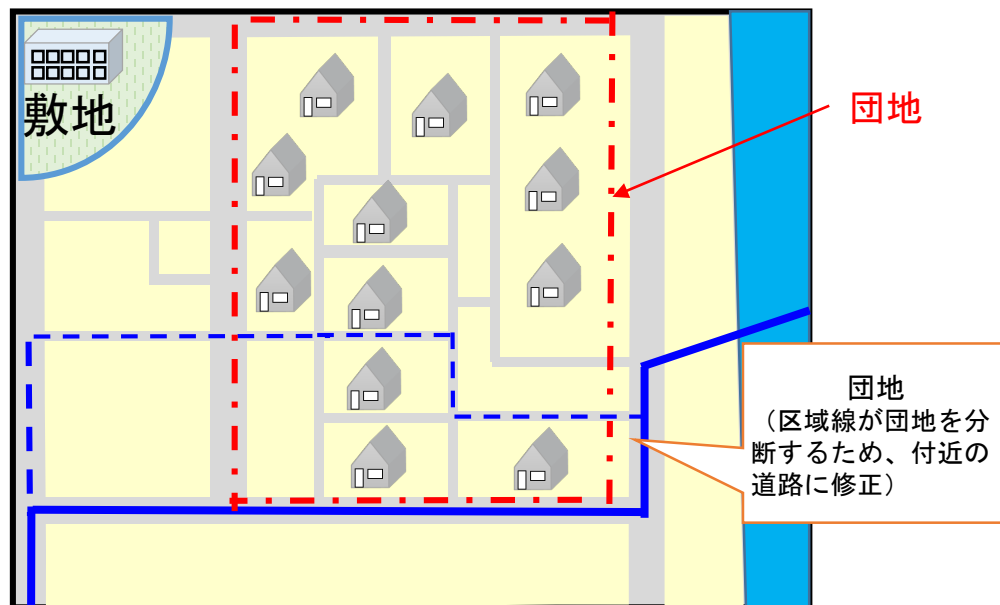 敷地
団地
団地
（区域線が団地を分
断するため、付近の
道路に修正）